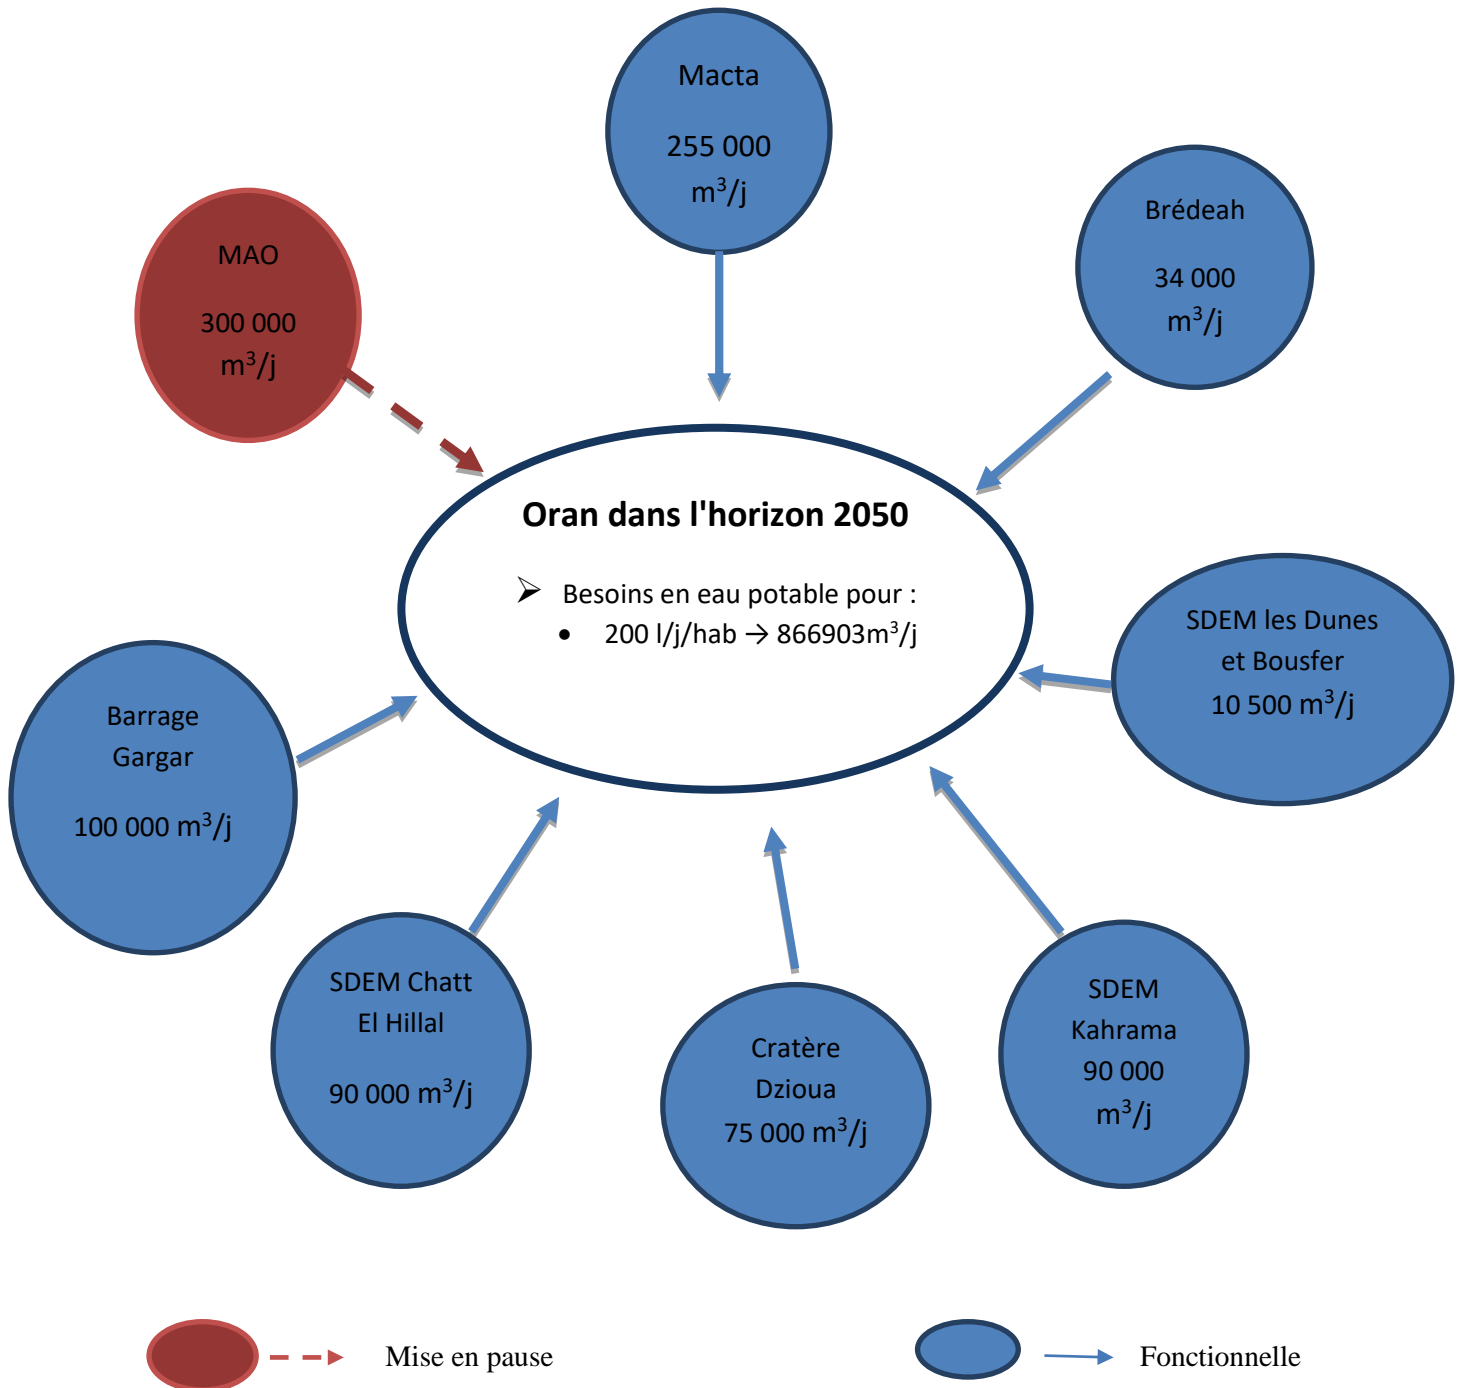 Macta
255 000
m³/j
Brédeah
34 000
m³/j
MAO
300 000
m³/j
Oran dans l'horizon 2050
➢ Besoins en eau potable pour :
• 200 l/j/hab → 866903m³/j
SDEM les Dunes
et Bousfer
10 500 m³/j
Barrage
Gargar
100 000 m³/j
SDEM Chatt
El Hillal
90 000 m³/j
Cratère
Dzioua
75 000 m³/j
SDEM
Kahrama
90 000
m³/j
Mise en pause
Fonctionnelle